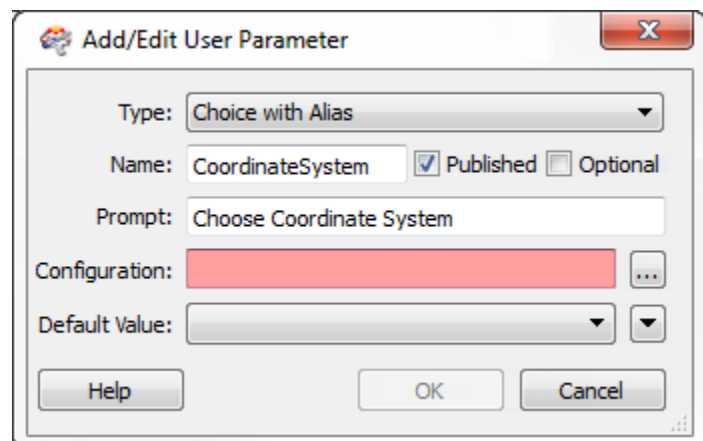 Add/Edit User Parameter
Type: Choice with Alias
Name: CoordinateSystem Published Optional
Prompt: Choose Coordinate System
Configuration: ...
Default Value:
Help OK Cancel